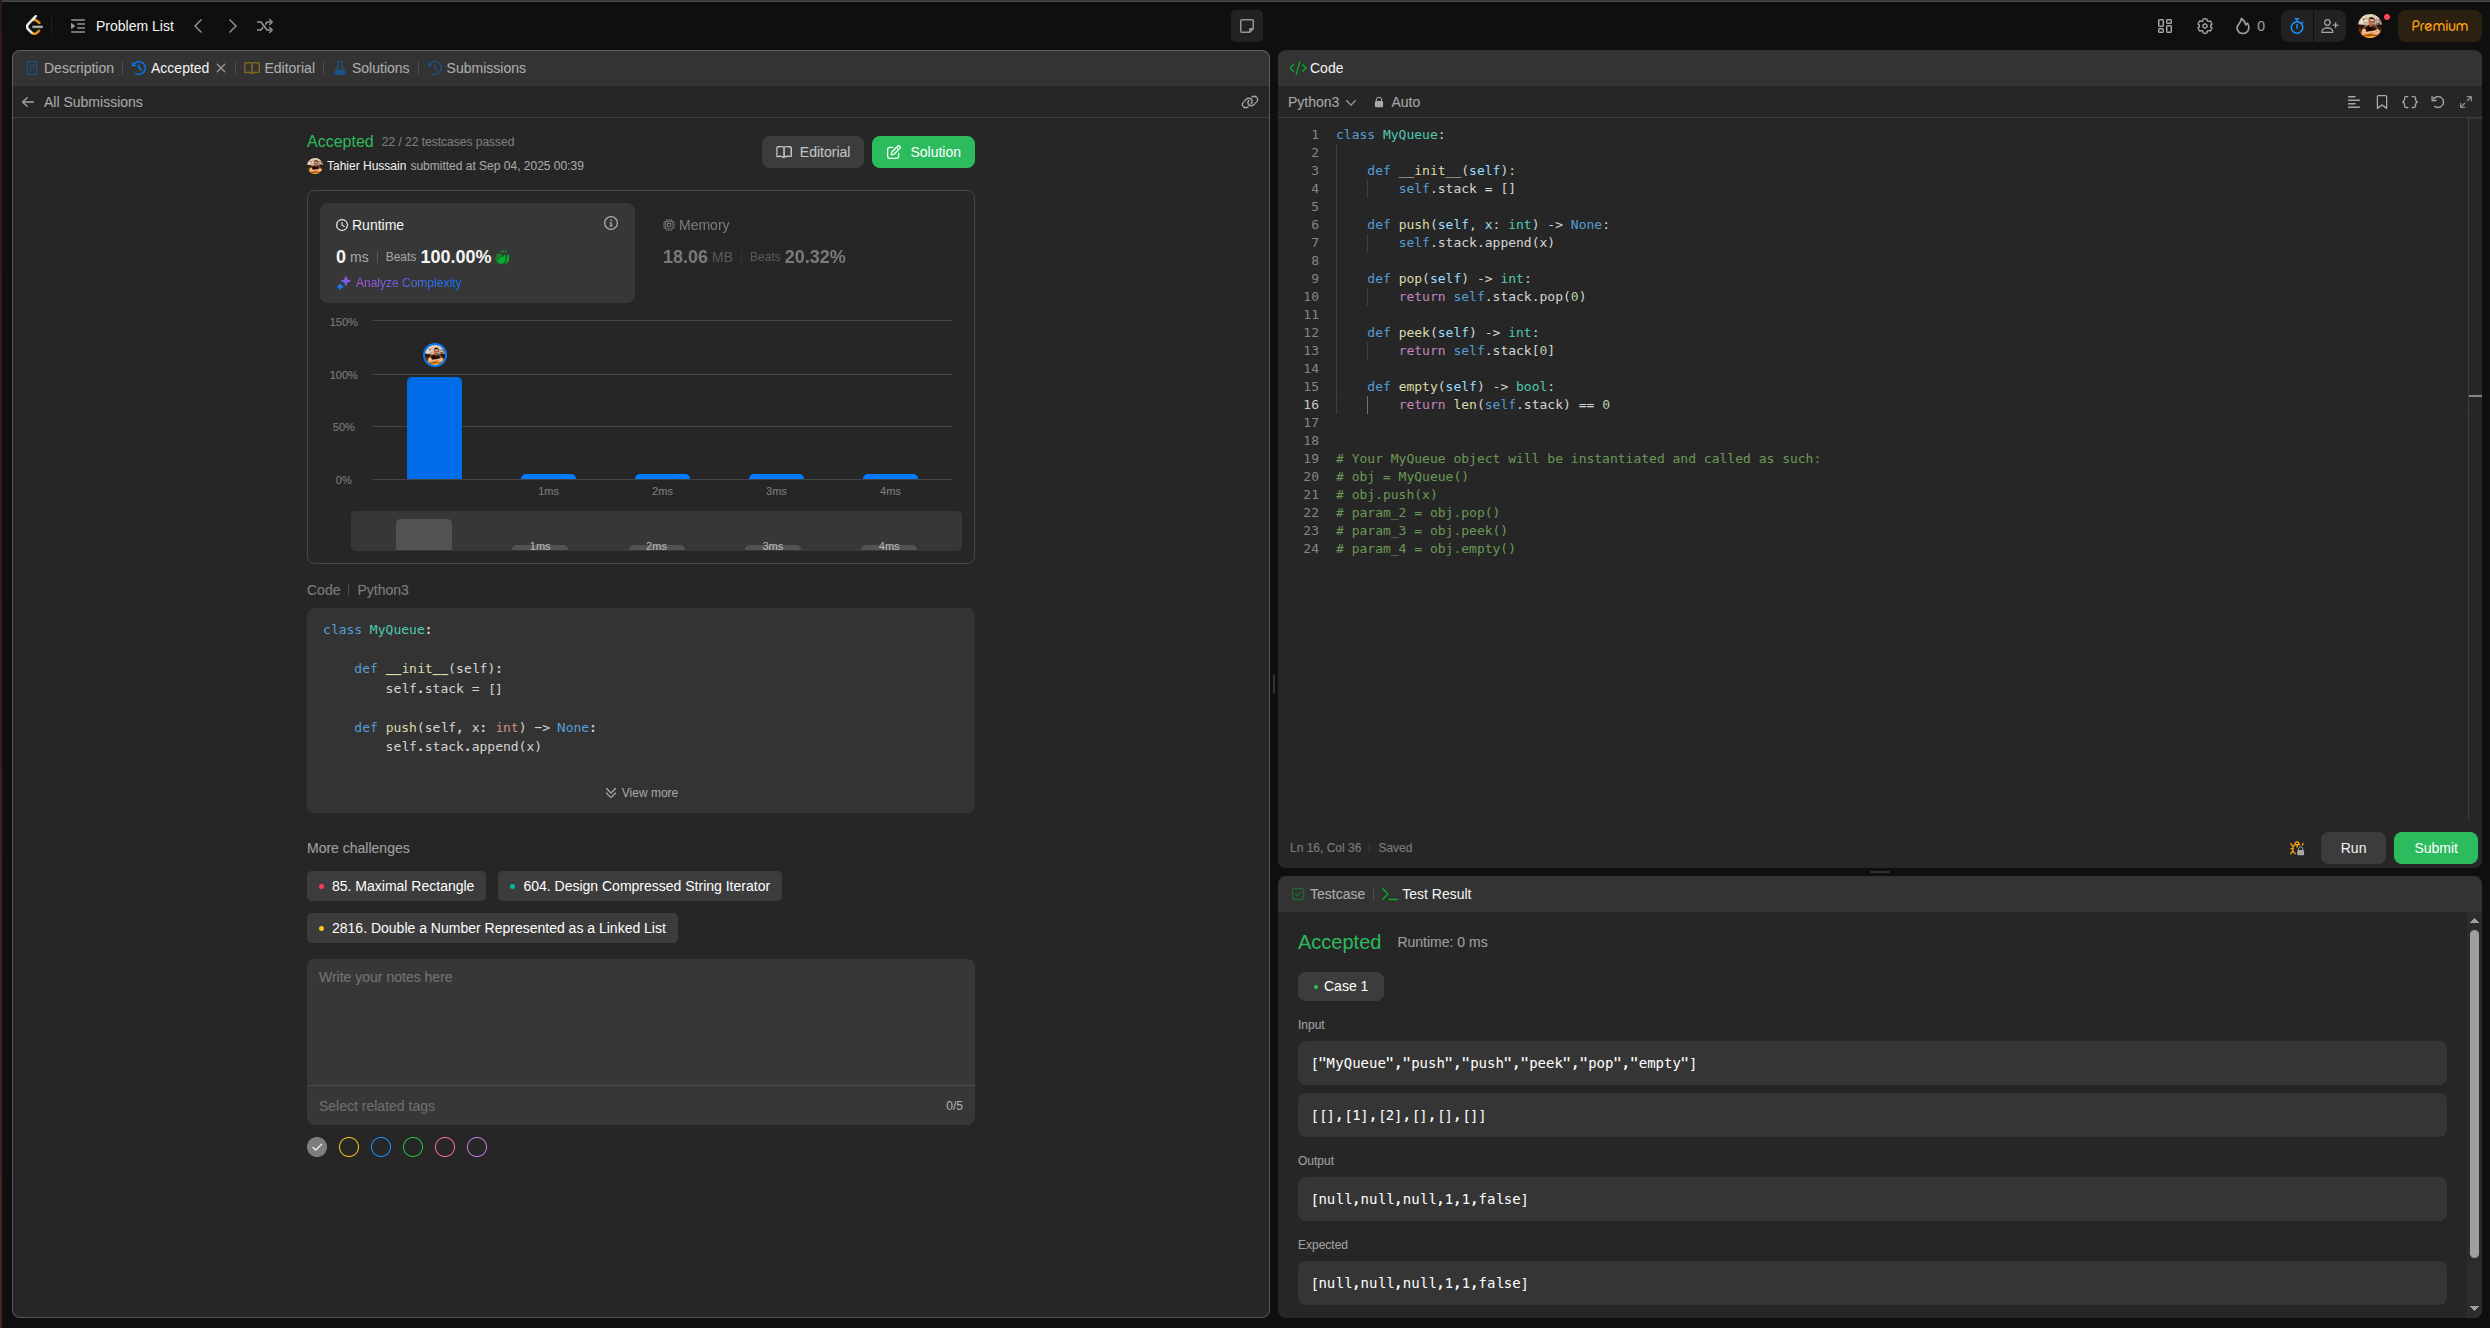 Problem List
0
Premium
Description
Accepted
Editorial
Solutions
Submissions
All Submissions
Accepted 22 / 22 testcases passed
Tahier Hussain submitted at Sep 04, 2025 00:39
Editorial
Solution
Runtime
0 ms Beats 100.00%
Analyze Complexity
Memory
18.06 MB Beats 20.32%
150%
100%
50%
0%
1ms 2ms 3ms 4ms
1ms 2ms 3ms 4ms
Code Python3
class MyQueue:
def __init__(self):
self.stack = []
def push(self, x: int) -> None:
self.stack.append(x)
View more
More challenges
85. Maximal Rectangle
604. Design Compressed String Iterator
2816. Double a Number Represented as a Linked List
Write your notes here
Select related tags 0/5
Code
Python3 Auto
1 class MyQueue:
2
3 def __init__(self):
4 self.stack = []
5
6 def push(self, x: int) -> None:
7 self.stack.append(x)
8
9 def pop(self) -> int:
10 return self.stack.pop(0)
11
12 def peek(self) -> int:
13 return self.stack[0]
14
15 def empty(self) -> bool:
16 return len(self.stack) == 0
17
18
19 # Your MyQueue object will be instantiated and called as such:
20 # obj = MyQueue()
21 # obj.push(x)
22 # param_2 = obj.pop()
23 # param_3 = obj.peek()
24 # param_4 = obj.empty()
Ln 16, Col 36 Saved
Run
Submit
Testcase
Test Result
Accepted Runtime: 0 ms
Case 1
Input
["MyQueue","push","push","peek","pop","empty"]
[[],[1],[2],[],[],[]]
Output
[null,null,null,1,1,false]
Expected
[null,null,null,1,1,false]